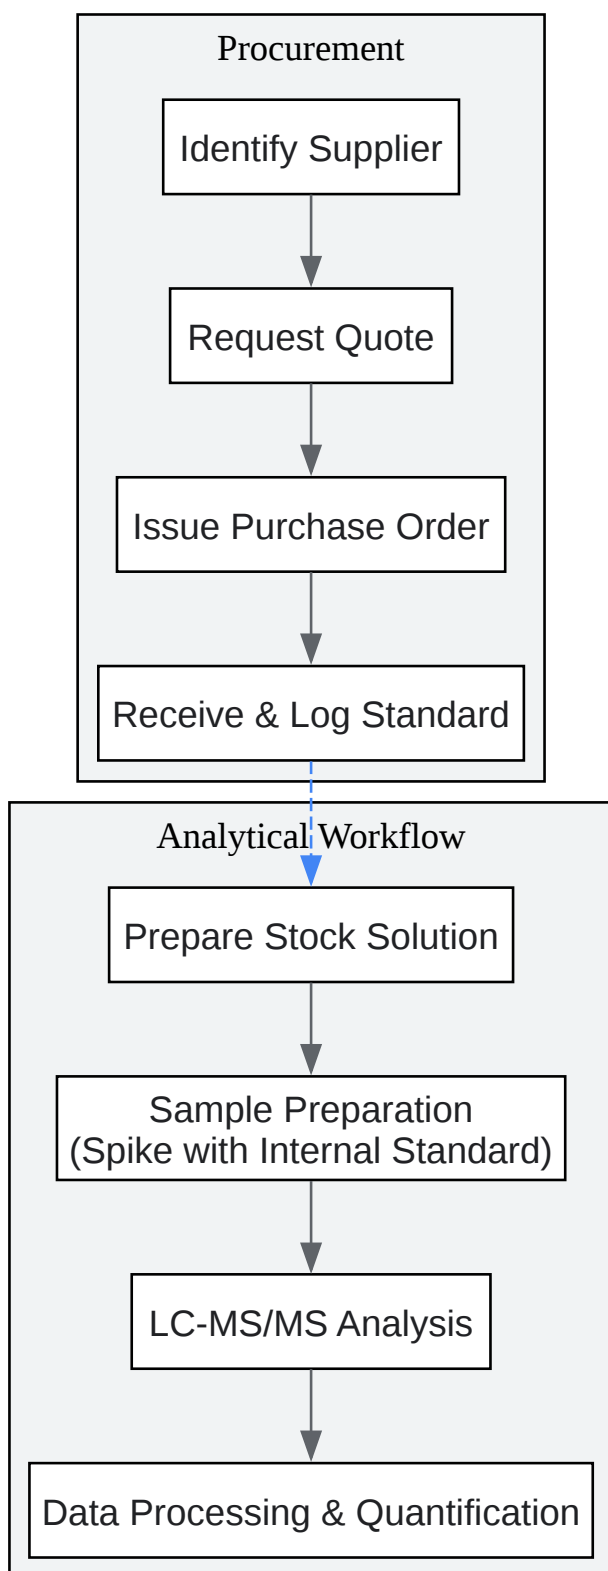 Procurement
Identify Supplier
Request Quote
Issue Purchase Order
Receive & Log Standard
Analytical Workflow
Prepare Stock Solution
Sample Preparation
(Spike with Internal Standard)
LC-MS/MS Analysis
Data Processing & Quantification